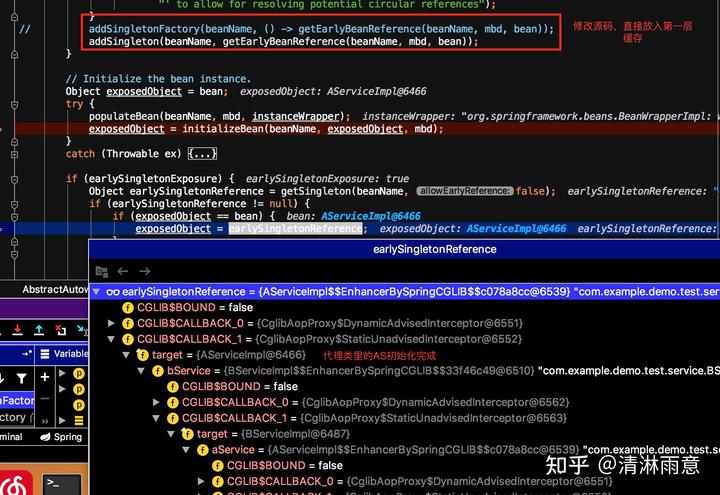 "' to allow for resolving potential circular references");
}
// addSingletonFactory(beanName, () -> getEarlyBeanReference(beanName, mbd, bean));
addSingleton(beanName, getEarlyBeanReference(beanName, mbd, bean));
修改源码，直接放入第一层
缓存
}
// Initialize the bean instance.
Object exposedObject = bean; exposedObject: AServiceImpl@6466
try {
populateBean(beanName, mbd, instanceWrapper); instanceWrapper: "org.springframework.beans.BeanWrapperImpl:
exposedObject = initializeBean(beanName, exposedObject, mbd);
}
catch (Throwable ex) {...}
if (earlySingletonExposure) { earlySingletonExposure: true
Object earlySingletonReference = getSingleton(beanName, allowEarlyReference: false); earlySingletonReference: "
if (earlySingletonReference != null) {
if (exposedObject == bean) { bean: AServiceImpl@6466
exposedObject = earlySingletonReference; exposedObject: AServiceImpl@6466 earlySingletonReference:
earlySingletonReference
AbstractAutow
earlySingletonReference = {AServiceImpl$$EnhancerBySpringCGLIB$$c078a8cc@6539} "com.example.demo.test.serv
CGLIB$BOUND = false
CGLIB$CALLBACK_0 = {CglibAopProxy$DynamicAdvisedInterceptor@6551}
CGLIB$CALLBACK_1 = {CglibAopProxy$StaticUnadvisedInterceptor@6552}
Variable
target = {AServiceImpl@6466} 代理类里的AS初始化完成
bService = {BServiceImpl$$EnhancerBySpringCGLIB$$33f46c49@6510} "com.example.demo.test.service.BS
CGLIB$BOUND = false
nFactor
CGLIB$CALLBACK_0 = {CglibAopProxy$DynamicAdvisedInterceptor@6562}
Factory
CGLIB$CALLBACK_1 = {CglibAopProxy$StaticUnadvisedInterceptor@6563}
minal Spring
target = {BServiceImpl@6487}
aService = {AServiceImpl$$EnhancerBySpringCGLIB$$c078a8cc@6539} "com.example.demo.test.se
CGLIB$BOUND = false
CGLIB$CALLBACK_0 = {CglibAopProxy$DynamicAdvisedInterceptor
知乎 @清淋雨意